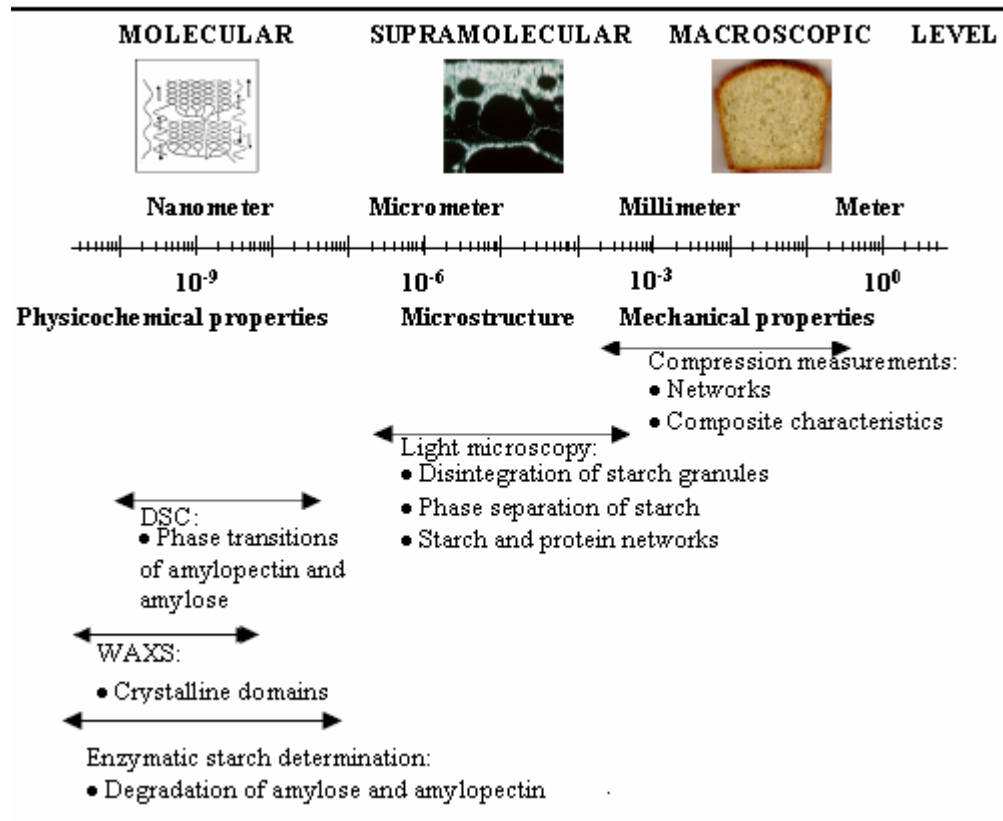 MOLECULAR SUPRAMOLECULAR MACROSCOPIC LEVEL
Nanometer Micrometer Millimeter Meter
10⁻⁹ 10⁻⁶ 10⁻³ 10⁰
Physicochemical properties Microstructure Mechanical properties
Compression measurements:
● Networks
● Composite characteristics
Light microscopy:
● Disintegration of starch granules
● Phase separation of starch
● Starch and protein networks
DSC:
● Phase transitions
of amylopectin and
amylose
WAXS:
● Crystalline domains
Enzymatic starch determination:
● Degradation of amylose and amylopectin